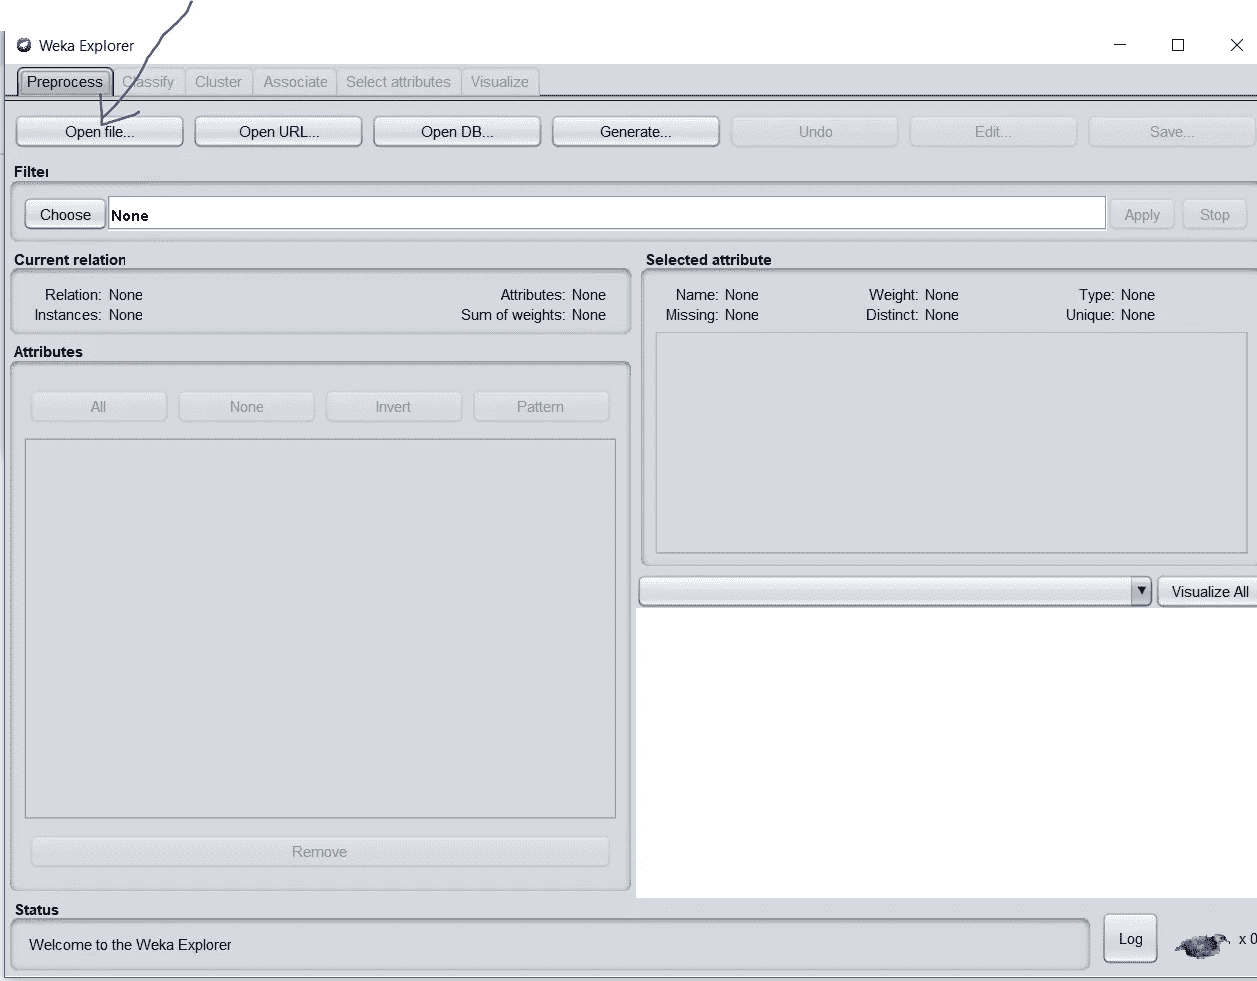 Weka Explorer
Preprocess Classify Cluster Associate Select attributes Visualize
Open file... Open URL... Open DB... Generate... Undo Edit... Save...
Filter
Choose None Apply Stop
Current relation
Relation: None Attributes: None
Instances: None Sum of weights: None
Selected attribute
Name: None Weight: None Type: None
Missing: None Distinct: None Unique: None
Attributes
All None Invert Pattern
Remove
Visualize All
Status
Welcome to the Weka Explorer
Log x 0